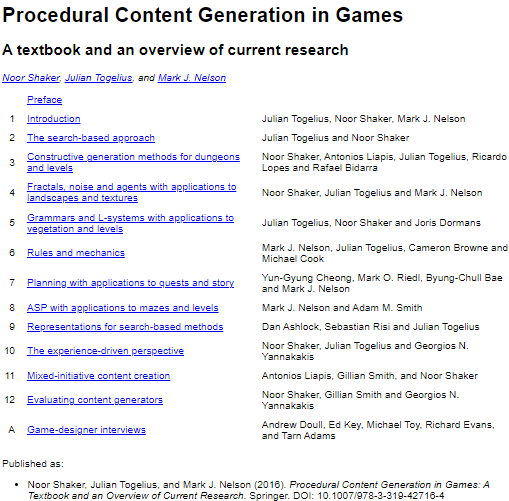 Procedural Content Generation in Games
A textbook and an overview of current research
Noor Shaker, Julian Togelius, and Mark J. Nelson
Preface
1 Introduction Julian Togelius, Noor Shaker, Mark J. Nelson
2 The search-based approach Julian Togelius and Noor Shaker
3 Constructive generation methods for dungeons and levels Noor Shaker, Antonios Liapis, Julian Togelius, Ricardo Lopes and Rafael Bidarra
4 Fractals, noise and agents with applications to landscapes and textures Noor Shaker, Julian Togelius and Mark J. Nelson
5 Grammars and L-systems with applications to vegetation and levels Julian Togelius, Noor Shaker and Joris Dormans
6 Rules and mechanics Mark J. Nelson, Julian Togelius, Cameron Browne and Michael Cook
7 Planning with applications to quests and story Yun-Gyung Cheong, Mark O. Riedl, Byung-Chull Bae and Mark J. Nelson
8 ASP with applications to mazes and levels Mark J. Nelson and Adam M. Smith
9 Representations for search-based methods Dan Ashlock, Sebastian Risi and Julian Togelius
10 The experience-driven perspective Noor Shaker, Julian Togelius and Georgios N. Yannakakis
11 Mixed-initiative content creation Antonios Liapis, Gillian Smith, and Noor Shaker
12 Evaluating content generators Noor Shaker, Gillian Smith and Georgios N. Yannakakis
A Game-designer interviews Andrew Doull, Ed Key, Michael Toy, Richard Evans, and Tarn Adams
Published as:
• Noor Shaker, Julian Togelius, and Mark J. Nelson (2016). Procedural Content Generation in Games: A
Textbook and an Overview of Current Research. Springer. DOI: 10.1007/978-3-319-42716-4